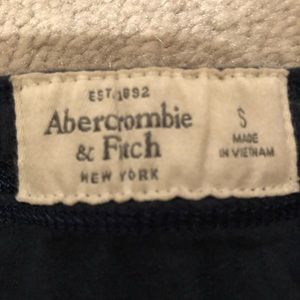 EST. 1892
Abercrombie
& Fitch
NEW YORK
S
MADE
IN VIETNAM